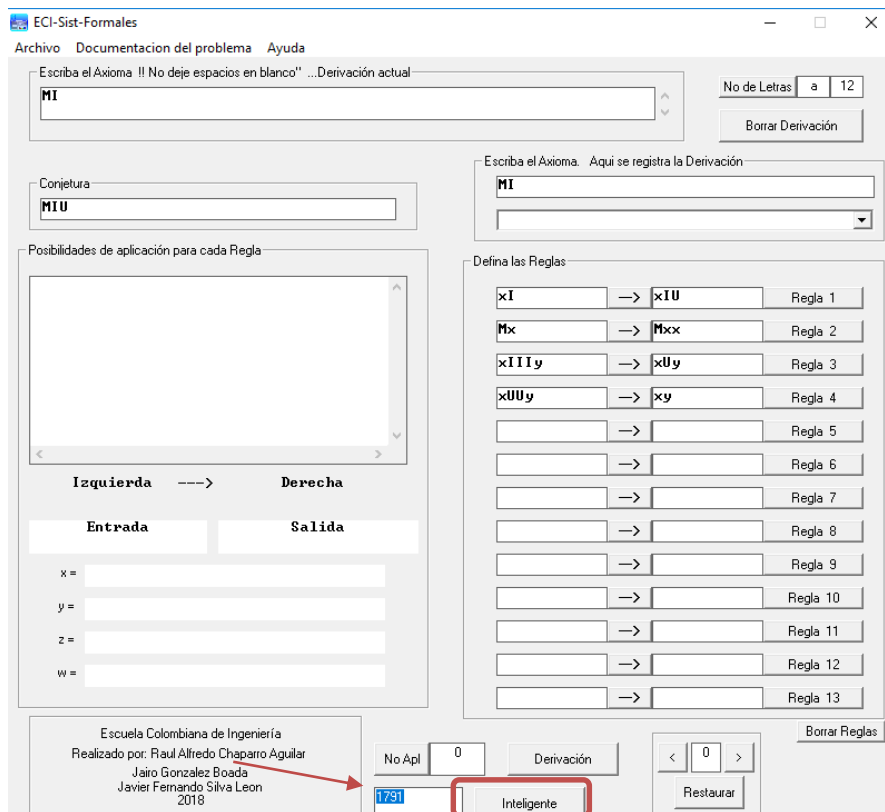 ECI-Sist-Formales
Archivo Documentacion del problema Ayuda
Escriba el Axioma !! No deje espacios en blanco" ...Derivación actual
MI
No de Letras a 12
Borrar Derivación
Conjetura
MIU
Escriba el Axioma. Aqui se registra la Derivación
MI
Posibilidades de aplicación para cada Regla
Izquierda ---> Derecha
Entrada Salida
x =
y =
z =
w =
Defina las Reglas
xI —> xIU Regla 1
Mx —> Mxx Regla 2
xIIIy —> xUy Regla 3
xUUy —> xy Regla 4
—> Regla 5
—> Regla 6
—> Regla 7
—> Regla 8
—> Regla 9
—> Regla 10
—> Regla 11
—> Regla 12
—> Regla 13
Borrar Reglas
Escuela Colombiana de Ingeniería
Realizado por: Raul Alfredo Chaparro Aguilar
Jairo Gonzalez Boada
Javier Fernando Silva Leon
2018
No Apl 0 Derivación
1791 Inteligente
< 0 >
Restaurar